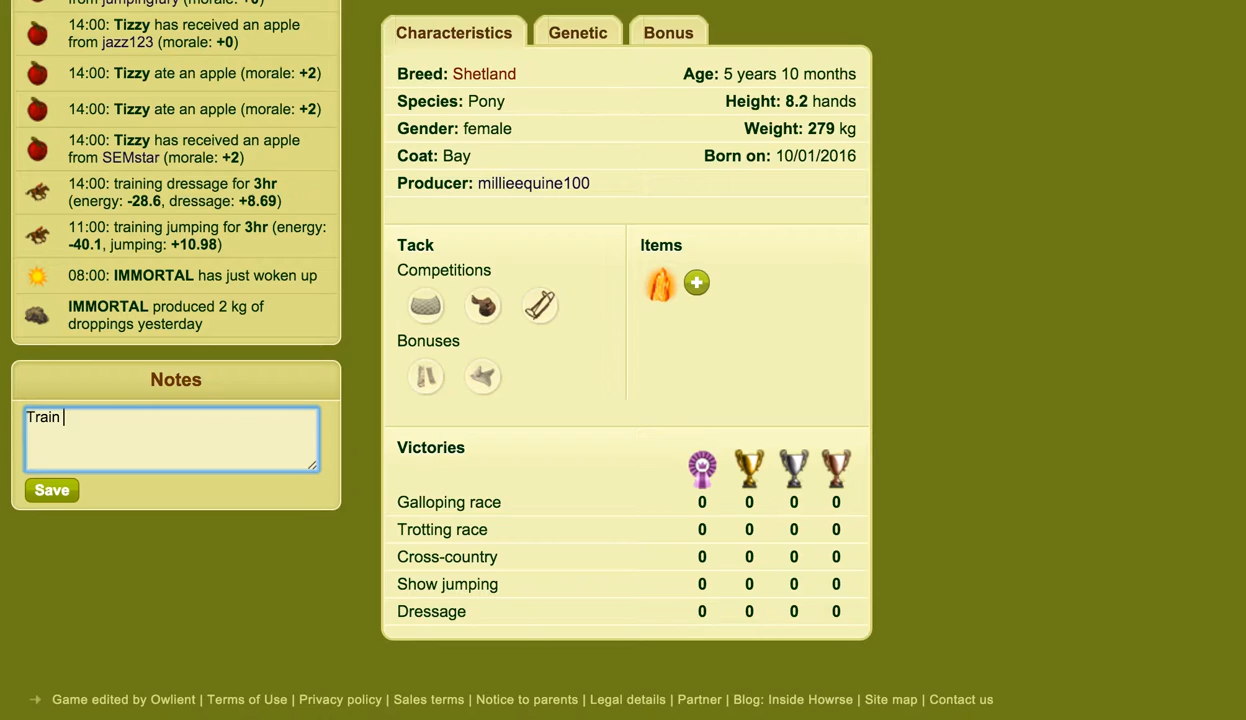 from jumpingfury (morale: +0)
14:00: Tizzy has received an apple
from jazz123 (morale: +0)
14:00: Tizzy ate an apple (morale: +2)
14:00: Tizzy ate an apple (morale: +2)
14:00: Tizzy has received an apple
from SEMstar (morale: +2)
14:00: training dressage for 3hr
(energy: -28.6, dressage: +8.69)
11:00: training jumping for 3hr (energy:
-40.1, jumping: +10.98)
08:00: IMMORTAL has just woken up
IMMORTAL produced 2 kg of
droppings yesterday
Notes
Train
Save
Characteristics
Genetic
Bonus
Breed: Shetland
Age: 5 years 10 months
Species: Pony
Height: 8.2 hands
Gender: female
Weight: 279 kg
Coat: Bay
Born on: 10/01/2016
Producer: millieequine100
Tack
Competitions
Bonuses
Items
Victories
Galloping race 0 0 0 0
Trotting race 0 0 0 0
Cross-country 0 0 0 0
Show jumping 0 0 0 0
Dressage 0 0 0 0
Game edited by Owlient | Terms of Use | Privacy policy | Sales terms | Notice to parents | Legal details | Partner | Blog: Inside Howrse | Site map | Contact us